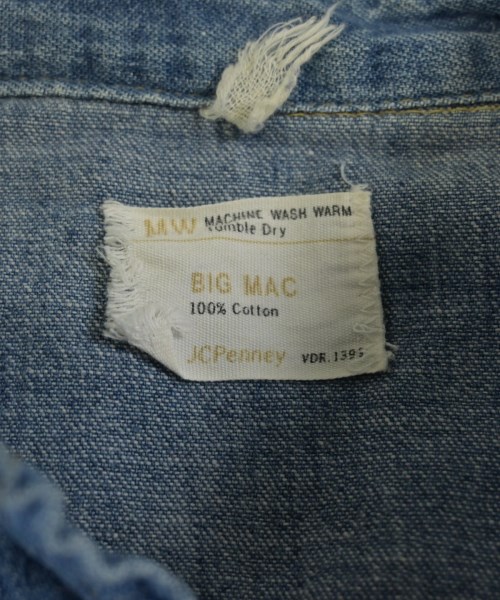 MW MACHINE WASH WARM
Tumble Dry
BIG MAC
100% Cotton
JCPenney VDR. 1395